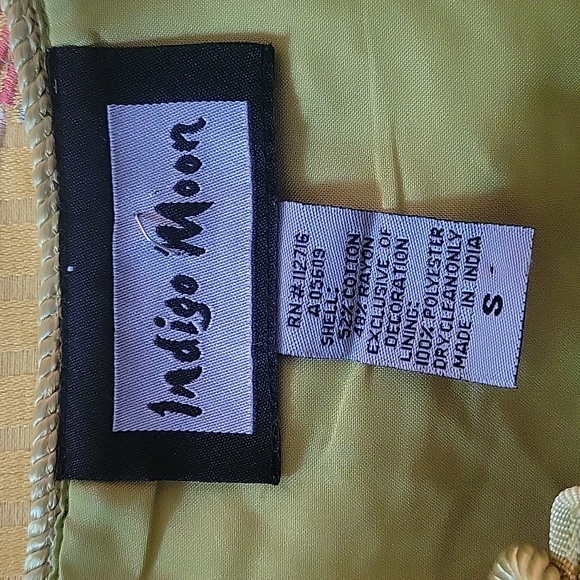 Indigo Moon
RN# 112716
A05609
SHELL:
52% COTTON
48% RAYON
EXCLUSIVE OF
DECORATION
LINING:
100% POLYESTER
DRY CLEAN ONLY
MADE IN INDIA
S